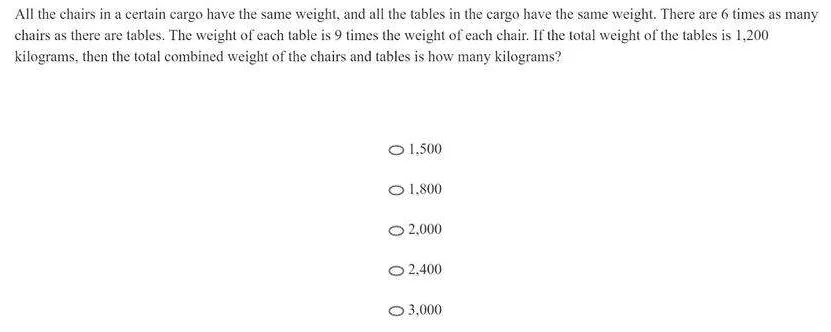 All the chairs in a certain cargo have the same weight, and all the tables in the cargo have the same weight. There are 6 times as many
chairs as there are tables. The weight of each table is 9 times the weight of each chair. If the total weight of the tables is 1,200
kilograms, then the total combined weight of the chairs and tables is how many kilograms?
1,500
1,800
2,000
2,400
3,000